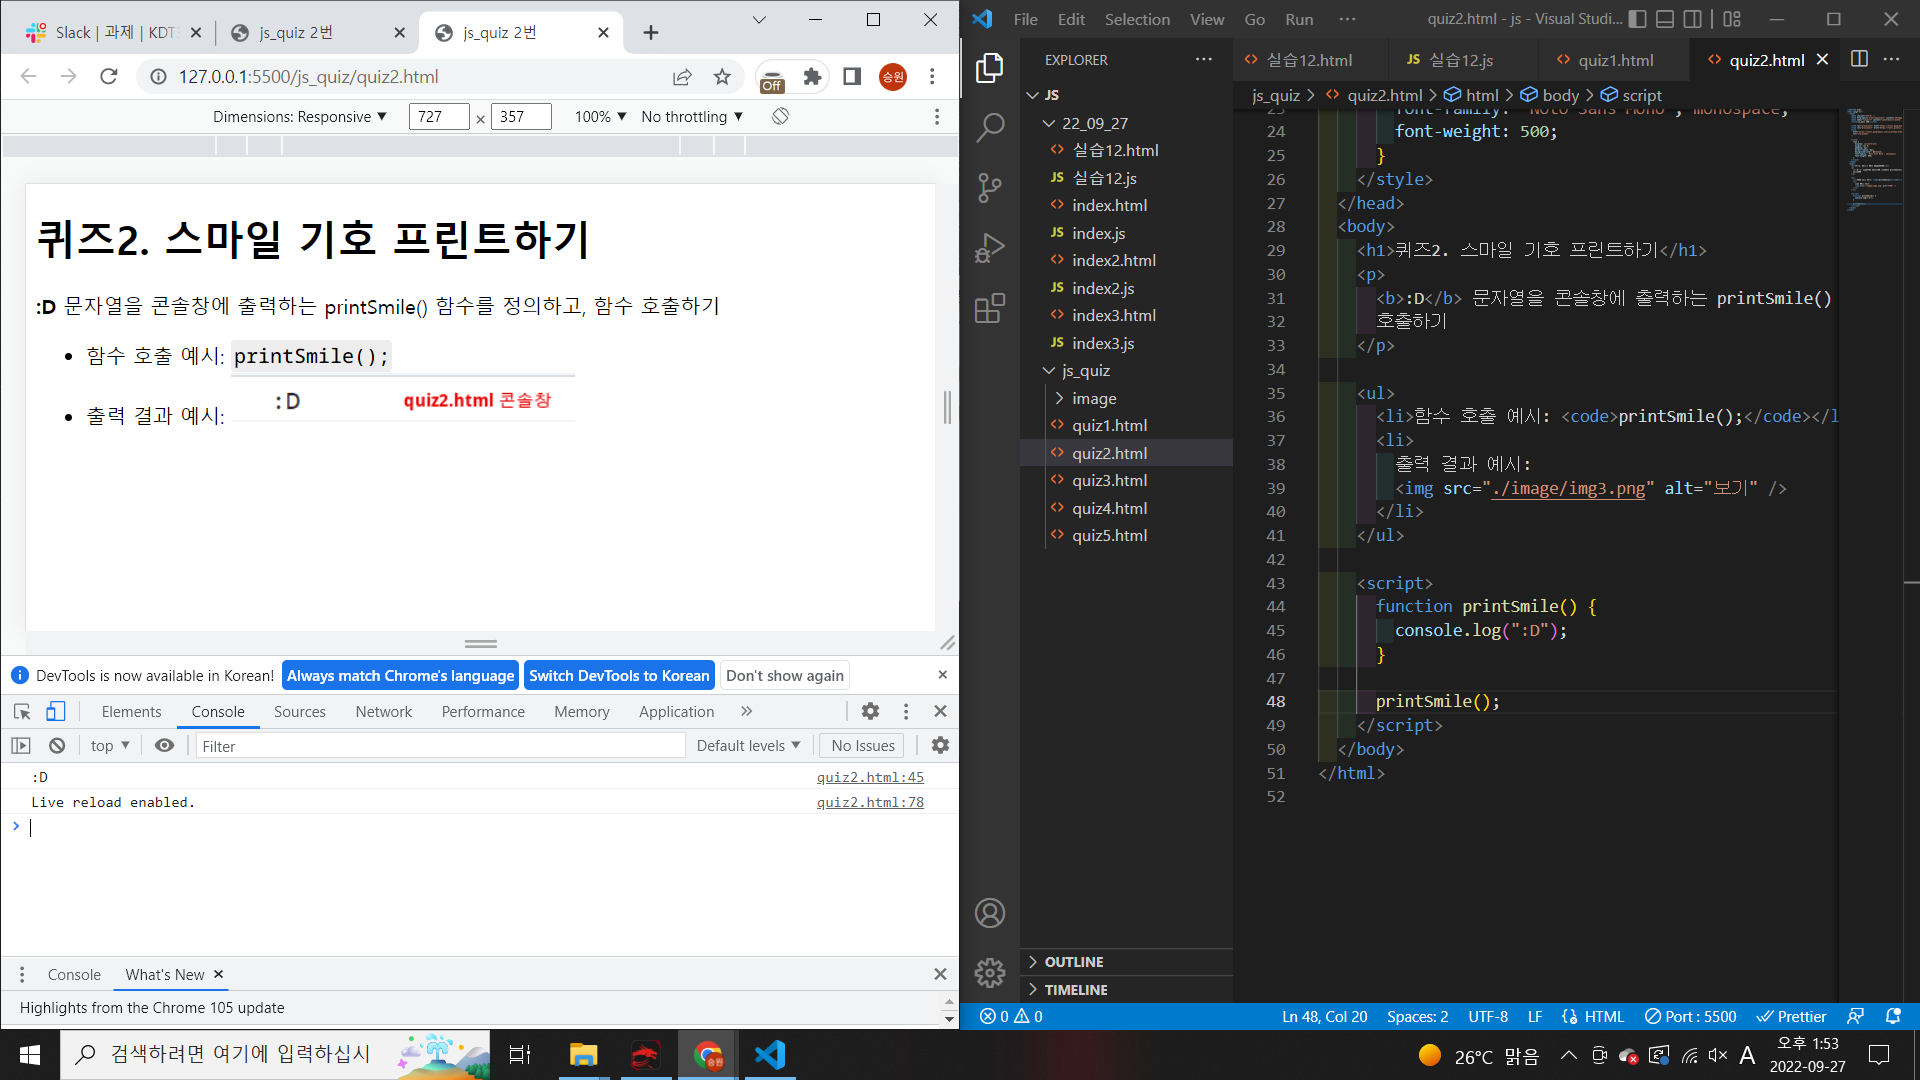 Slack | 과제 | KDT
js_quiz 2번
js_quiz 2번
127.0.0.1:5500/js_quiz/quiz2.html
Off
승원
Dimensions: Responsive ▼ 727 × 357 100% ▼ No throttling ▼
퀴즈2. 스마일 기호 프린트하기
:D 문자열을 콘솔창에 출력하는 printSmile() 함수를 정의하고, 함수 호출하기
• 함수 호출 예시: printSmile();
• 출력 결과 예시: :D quiz2.html 콘솔창
DevTools is now available in Korean! Always match Chrome's language Switch DevTools to Korean Don't show again
Elements Console Sources Network Performance Memory Application »
top ▼ Filter Default levels ▼ No Issues
:D quiz2.html:45
Live reload enabled. quiz2.html:78
>
Console What's New
Highlights from the Chrome 105 update
검색하려면 여기에 입력하십시
File Edit Selection View Go Run ··· quiz2.html - js - Visual Studi...
EXPLORER ···
JS
22_09_27
실습12.html
JS 실습12.js
index.html
JS index.js
index2.html
JS index2.js
index3.html
JS index3.js
js_quiz
image
quiz1.html
quiz2.html
quiz3.html
quiz4.html
quiz5.html
OUTLINE
TIMELINE
실습12.html JS 실습12.js quiz1.html quiz2.html
js_quiz > quiz2.html > html > body > script
24 font-weight: 500;
25 }
26 </style>
27 </head>
28 <body>
29 <h1>퀴즈2. 스마일 기호 프린트하기</h1>
30 <p>
31 <b>:D</b> 문자열을 콘솔창에 출력하는 printSmile()
32 호출하기
33 </p>
34
35 <ul>
36 <li>함수 호출 예시: <code>printSmile();</code></l
37 <li>
38 출력 결과 예시:
39 <img src="./image/img3.png" alt="보기" />
40 </li>
41 </ul>
42
43 <script>
44 function printSmile() {
45 console.log(":D");
46 }
47
48 printSmile();
49 </script>
50 </body>
51 </html>
52
0 0 Ln 48, Col 20 Spaces: 2 UTF-8 LF HTML Port : 5500 Prettier
26°C 맑음 A 오후 1:53
2022-09-27